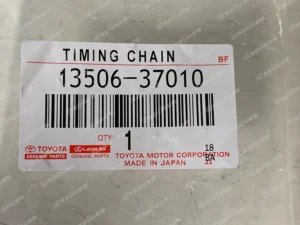 TIMING CHAIN
BF
13506-37010
QTY
1
TOYOTA
GENUINE PARTS
LEXUS
GENUINE PARTS
TOYOTA MOTOR CORPORATION
MADE IN JAPAN
18